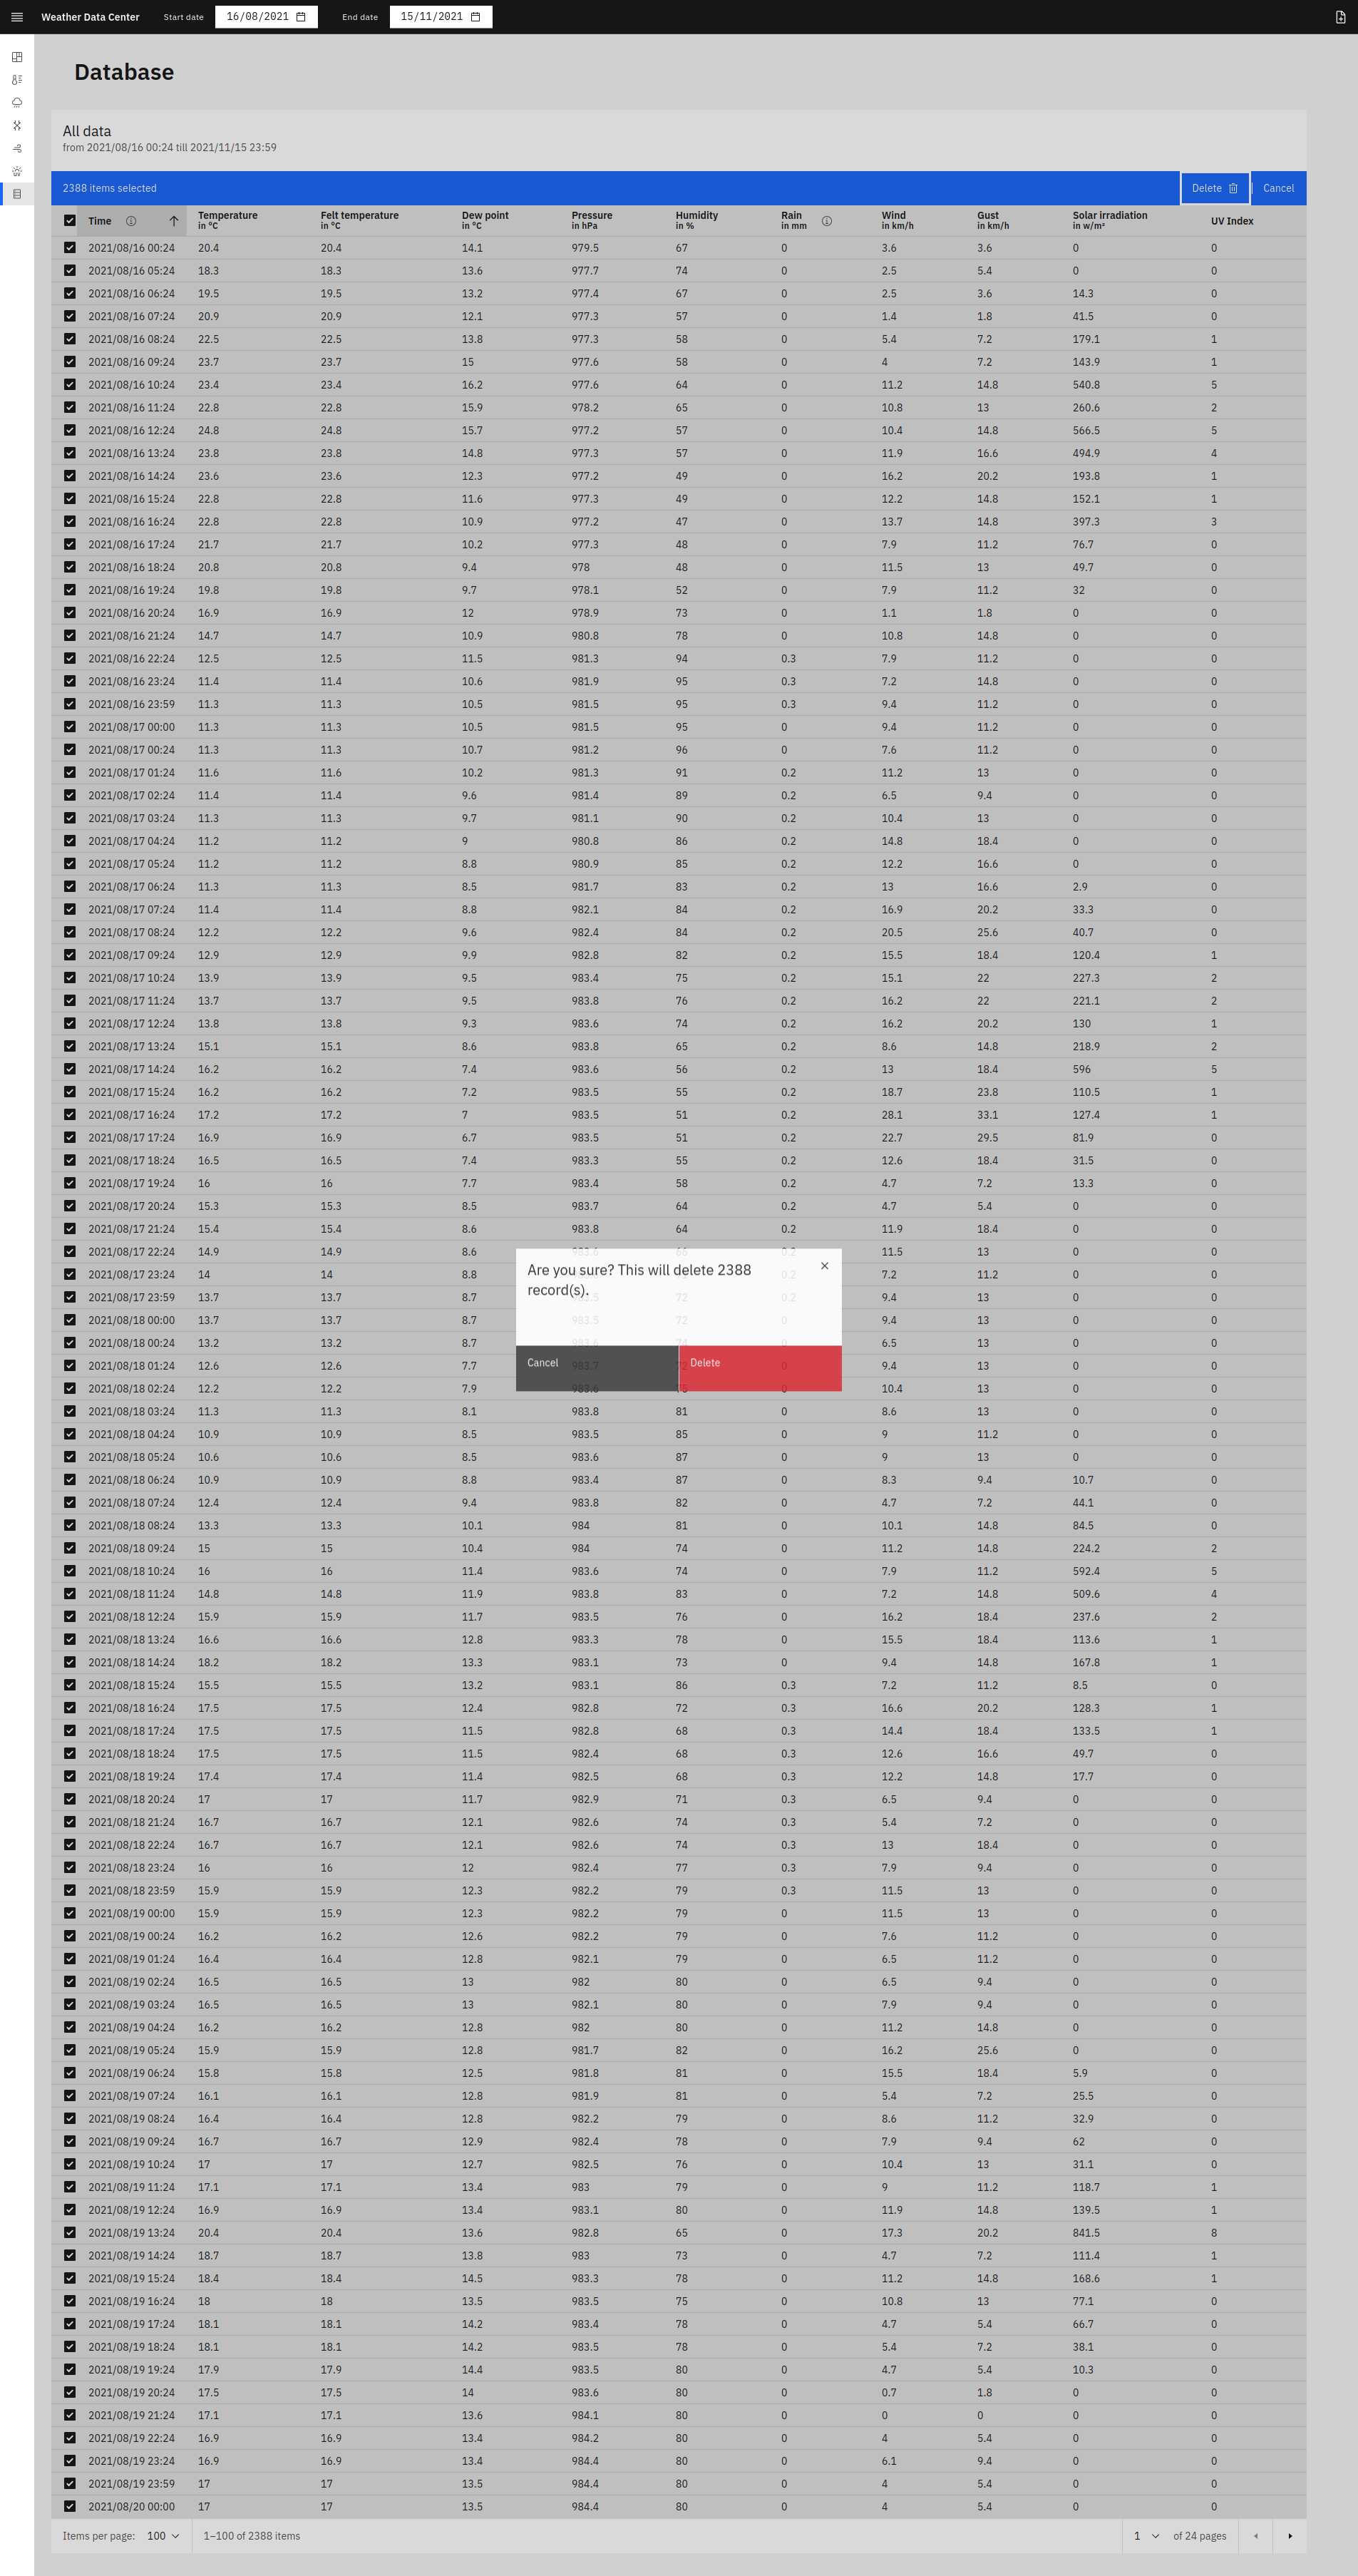 Weather Data Center Start date 16/08/2021 End date 15/11/2021
Database
All data
from 2021/08/16 00:24 till 2021/11/15 23:59
2388 items selected Delete Cancel
Time Temperature in °C Felt temperature in °C Dew point in °C Pressure in hPa Humidity in % Rain in mm Wind in km/h Gust in km/h Solar irradiation in w/m² UV Index
2021/08/16 00:24 20.4 20.4 14.1 979.5 67 0 3.6 3.6 0 0
2021/08/16 05:24 18.3 18.3 13.6 977.7 74 0 2.5 5.4 0 0
2021/08/16 06:24 19.5 19.5 13.2 977.4 67 0 2.5 3.6 14.3 0
2021/08/16 07:24 20.9 20.9 12.1 977.3 57 0 1.4 1.8 41.5 0
2021/08/16 08:24 22.5 22.5 13.8 977.3 58 0 5.4 7.2 179.1 1
2021/08/16 09:24 23.7 23.7 15 977.6 58 0 4 7.2 143.9 1
2021/08/16 10:24 23.4 23.4 16.2 977.6 64 0 11.2 14.8 540.8 5
2021/08/16 11:24 22.8 22.8 15.9 978.2 65 0 10.8 13 260.6 2
2021/08/16 12:24 24.8 24.8 15.7 977.2 57 0 10.4 14.8 566.5 5
2021/08/16 13:24 23.8 23.8 14.8 977.3 57 0 11.9 16.6 494.9 4
2021/08/16 14:24 23.6 23.6 12.3 977.2 49 0 16.2 20.2 193.8 1
2021/08/16 15:24 22.8 22.8 11.6 977.3 49 0 12.2 14.8 152.1 1
2021/08/16 16:24 22.8 22.8 10.9 977.2 47 0 13.7 14.8 397.3 3
2021/08/16 17:24 21.7 21.7 10.2 977.3 48 0 7.9 11.2 76.7 0
2021/08/16 18:24 20.8 20.8 9.4 978 48 0 11.5 13 49.7 0
2021/08/16 19:24 19.8 19.8 9.7 978.1 52 0 7.9 11.2 32 0
2021/08/16 20:24 16.9 16.9 12 978.9 73 0 1.1 1.8 0 0
2021/08/16 21:24 14.7 14.7 10.9 980.8 78 0 10.8 14.8 0 0
2021/08/16 22:24 12.5 12.5 11.5 981.3 94 0.3 7.9 11.2 0 0
2021/08/16 23:24 11.4 11.4 10.6 981.9 95 0.3 7.2 14.8 0 0
2021/08/16 23:59 11.3 11.3 10.5 981.5 95 0.3 9.4 11.2 0 0
2021/08/17 00:00 11.3 11.3 10.5 981.5 95 0 9.4 11.2 0 0
2021/08/17 00:24 11.3 11.3 10.7 981.2 96 0 7.6 11.2 0 0
2021/08/17 01:24 11.6 11.6 10.2 981.3 91 0.2 11.2 13 0 0
2021/08/17 02:24 11.4 11.4 9.6 981.4 89 0.2 6.5 9.4 0 0
2021/08/17 03:24 11.3 11.3 9.7 981.1 90 0.2 10.4 13 0 0
2021/08/17 04:24 11.2 11.2 9 980.8 86 0.2 14.8 18.4 0 0
2021/08/17 05:24 11.2 11.2 8.8 980.9 85 0.2 12.2 16.6 0 0
2021/08/17 06:24 11.3 11.3 8.5 981.7 83 0.2 13 16.6 2.9 0
2021/08/17 07:24 11.4 11.4 8.8 982.1 84 0.2 16.9 20.2 33.3 0
2021/08/17 08:24 12.2 12.2 9.6 982.4 84 0.2 20.5 25.6 40.7 0
2021/08/17 09:24 12.9 12.9 9.9 982.8 82 0.2 15.5 18.4 120.4 1
2021/08/17 10:24 13.9 13.9 9.5 983.4 75 0.2 15.1 22 227.3 2
2021/08/17 11:24 13.7 13.7 9.5 983.8 76 0.2 16.2 22 221.1 2
2021/08/17 12:24 13.8 13.8 9.3 983.6 74 0.2 16.2 20.2 130 1
2021/08/17 13:24 15.1 15.1 8.6 983.8 65 0.2 8.6 14.8 218.9 2
2021/08/17 14:24 16.2 16.2 7.4 983.6 56 0.2 13 18.4 596 5
2021/08/17 15:24 16.2 16.2 7.2 983.5 55 0.2 18.7 23.8 110.5 1
2021/08/17 16:24 17.2 17.2 7 983.5 51 0.2 28.1 33.1 127.4 1
2021/08/17 17:24 16.9 16.9 6.7 983.5 51 0.2 22.7 29.5 81.9 0
2021/08/17 18:24 16.5 16.5 7.4 983.3 55 0.2 12.6 18.4 31.5 0
2021/08/17 19:24 16 16 7.7 983.4 58 0.2 4.7 7.2 13.3 0
2021/08/17 20:24 15.3 15.3 8.5 983.7 64 0.2 4.7 5.4 0 0
2021/08/17 21:24 15.4 15.4 8.6 983.8 64 0.2 11.9 18.4 0 0
2021/08/17 22:24 14.9 14.9 8.6 983.6 66 0.2 11.5 13 0 0
2021/08/17 23:24 14 14 8.8 0.2 7.2 11.2 0 0
Are you sure? This will delete 2388
record(s).
2021/08/17 23:59 13.7 13.7 8.7 72 0.2 9.4 13 0 0
2021/08/18 00:00 13.7 13.7 8.7 983.5 72 0 9.4 13 0 0
2021/08/18 00:24 13.2 13.2 8.7 983.6 74 0 6.5 13 0 0
Cancel Delete
2021/08/18 01:24 12.6 12.6 7.7 983.7 72 0 9.4 13 0 0
2021/08/18 02:24 12.2 12.2 7.9 983.6 75 0 10.4 13 0 0
2021/08/18 03:24 11.3 11.3 8.1 983.8 81 0 8.6 13 0 0
2021/08/18 04:24 10.9 10.9 8.5 983.5 85 0 9 11.2 0 0
2021/08/18 05:24 10.6 10.6 8.5 983.6 87 0 9 13 0 0
2021/08/18 06:24 10.9 10.9 8.8 983.4 87 0 8.3 9.4 10.7 0
2021/08/18 07:24 12.4 12.4 9.4 983.8 82 0 4.7 7.2 44.1 0
2021/08/18 08:24 13.3 13.3 10.1 984 81 0 10.1 14.8 84.5 0
2021/08/18 09:24 15 15 10.4 984 74 0 11.2 14.8 224.2 2
2021/08/18 10:24 16 16 11.4 983.6 74 0 7.9 11.2 592.4 5
2021/08/18 11:24 14.8 14.8 11.9 983.8 83 0 7.2 14.8 509.6 4
2021/08/18 12:24 15.9 15.9 11.7 983.5 76 0 16.2 18.4 237.6 2
2021/08/18 13:24 16.6 16.6 12.8 983.3 78 0 15.5 18.4 113.6 1
2021/08/18 14:24 18.2 18.2 13.3 983.1 73 0 9.4 14.8 167.8 1
2021/08/18 15:24 15.5 15.5 13.2 983.1 86 0.3 7.2 11.2 8.5 0
2021/08/18 16:24 17.5 17.5 12.4 982.8 72 0.3 16.6 20.2 128.3 1
2021/08/18 17:24 17.5 17.5 11.5 982.8 68 0.3 14.4 18.4 133.5 1
2021/08/18 18:24 17.5 17.5 11.5 982.4 68 0.3 12.6 16.6 49.7 0
2021/08/18 19:24 17.4 17.4 11.4 982.5 68 0.3 12.2 14.8 17.7 0
2021/08/18 20:24 17 17 11.7 982.9 71 0.3 6.5 9.4 0 0
2021/08/18 21:24 16.7 16.7 12.1 982.6 74 0.3 5.4 7.2 0 0
2021/08/18 22:24 16.7 16.7 12.1 982.6 74 0.3 13 18.4 0 0
2021/08/18 23:24 16 16 12 982.4 77 0.3 7.9 9.4 0 0
2021/08/18 23:59 15.9 15.9 12.3 982.2 79 0.3 11.5 13 0 0
2021/08/19 00:00 15.9 15.9 12.3 982.2 79 0 11.5 13 0 0
2021/08/19 00:24 16.2 16.2 12.6 982.2 79 0 7.6 11.2 0 0
2021/08/19 01:24 16.4 16.4 12.8 982.1 79 0 6.5 11.2 0 0
2021/08/19 02:24 16.5 16.5 13 982 80 0 6.5 9.4 0 0
2021/08/19 03:24 16.5 16.5 13 982.1 80 0 7.9 9.4 0 0
2021/08/19 04:24 16.2 16.2 12.8 982 80 0 11.2 14.8 0 0
2021/08/19 05:24 15.9 15.9 12.8 981.7 82 0 16.2 25.6 0 0
2021/08/19 06:24 15.8 15.8 12.5 981.8 81 0 15.5 18.4 5.9 0
2021/08/19 07:24 16.1 16.1 12.8 981.9 81 0 5.4 7.2 25.5 0
2021/08/19 08:24 16.4 16.4 12.8 982.2 79 0 8.6 11.2 32.9 0
2021/08/19 09:24 16.7 16.7 12.9 982.4 78 0 7.9 9.4 62 0
2021/08/19 10:24 17 17 12.7 982.5 76 0 10.4 13 31.1 0
2021/08/19 11:24 17.1 17.1 13.4 983 79 0 9 11.2 118.7 1
2021/08/19 12:24 16.9 16.9 13.4 983.1 80 0 11.9 14.8 139.5 1
2021/08/19 13:24 20.4 20.4 13.6 982.8 65 0 17.3 20.2 841.5 8
2021/08/19 14:24 18.7 18.7 13.8 983 73 0 4.7 7.2 111.4 1
2021/08/19 15:24 18.4 18.4 14.5 983.3 78 0 11.2 14.8 168.6 1
2021/08/19 16:24 18 18 13.5 983.5 75 0 10.8 13 77.1 0
2021/08/19 17:24 18.1 18.1 14.2 983.4 78 0 4.7 5.4 66.7 0
2021/08/19 18:24 18.1 18.1 14.2 983.5 78 0 5.4 7.2 38.1 0
2021/08/19 19:24 17.9 17.9 14.4 983.5 80 0 4.7 5.4 10.3 0
2021/08/19 20:24 17.5 17.5 14 983.6 80 0 0.7 1.8 0 0
2021/08/19 21:24 17.1 17.1 13.6 984.1 80 0 0 0 0 0
2021/08/19 22:24 16.9 16.9 13.4 984.2 80 0 4 5.4 0 0
2021/08/19 23:24 16.9 16.9 13.4 984.4 80 0 6.1 9.4 0 0
2021/08/19 23:59 17 17 13.5 984.4 80 0 4 5.4 0 0
2021/08/20 00:00 17 17 13.5 984.4 80 0 4 5.4 0 0
Items per page: 100 1–100 of 2388 items 1 of 24 pages